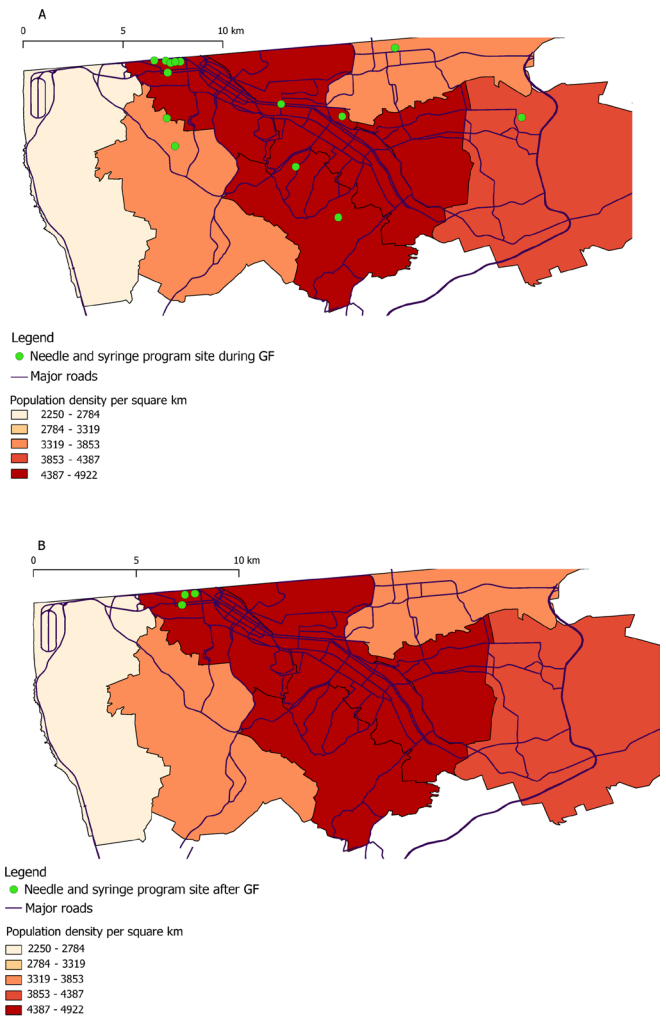 A
0 5 10 km
Legend
Needle and syringe program site during GF
Major roads
Population density per square km
2250 - 2784
2784 - 3319
3319 - 3853
3853 - 4387
4387 - 4922
B
0 5 10 km
Legend
Needle and syringe program site after GF
Major roads
Population density per square km
2250 - 2784
2784 - 3319
3319 - 3853
3853 - 4387
4387 - 4922